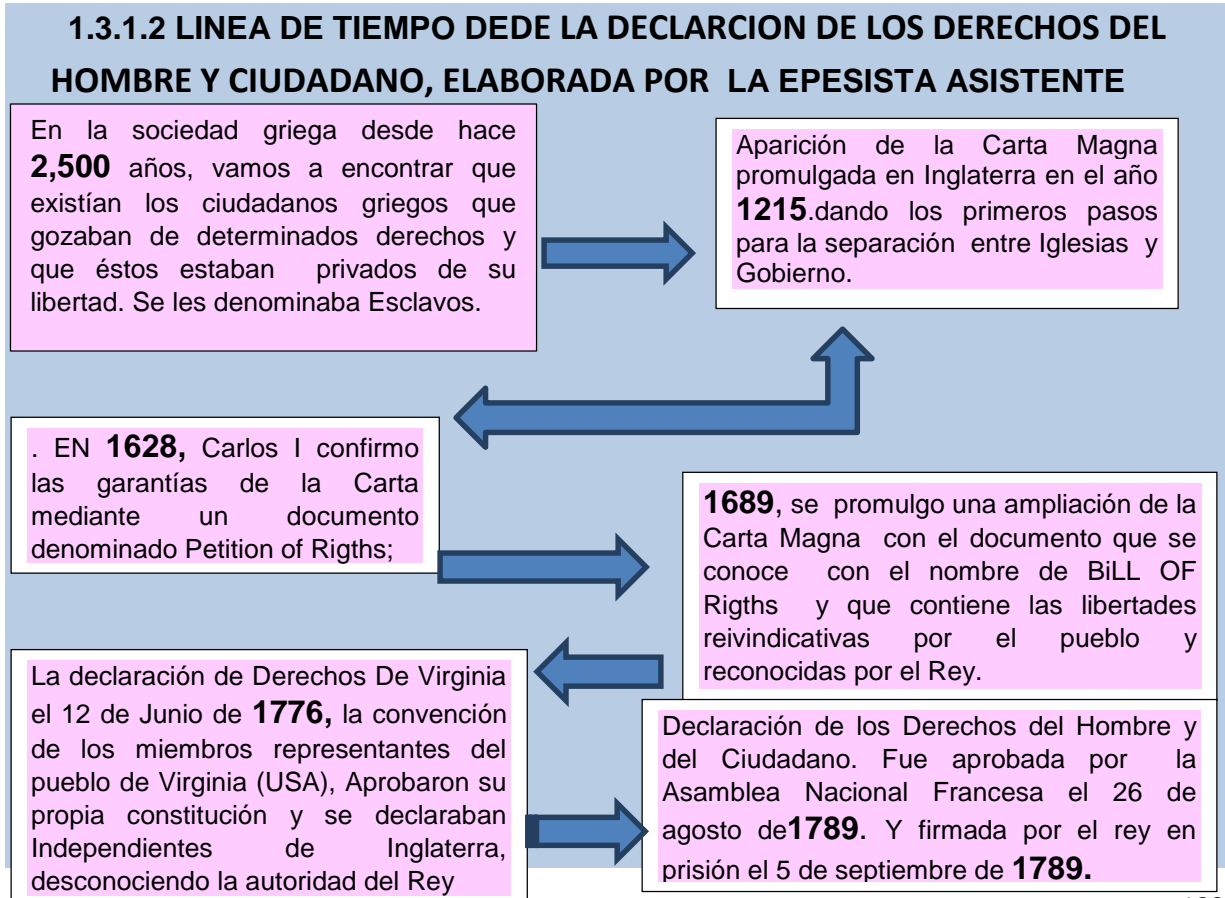 1.3.1.2 LINEA DE TIEMPO DEDE LA DECLARCION DE LOS DERECHOS DEL
HOMBRE Y CIUDADANO, ELABORADA POR LA EPESISTA ASISTENTE
En la sociedad griega desde hace
2,500 años, vamos a encontrar que
existían los ciudadanos griegos que
gozaban de determinados derechos y
que éstos estaban privados de su
libertad. Se les denominaba Esclavos.
Aparición de la Carta Magna
promulgada en Inglaterra en el año
1215.dando los primeros pasos
para la separación entre Iglesias y
Gobierno.
. EN 1628, Carlos I confirmo
las garantías de la Carta
mediante un documento
denominado Petition of Rigths;
1689, se promulgo una ampliación de la
Carta Magna con el documento que se
conoce con el nombre de BiLL OF
Rigths y que contiene las libertades
reivindicativas por el pueblo y
reconocidas por el Rey.
La declaración de Derechos De Virginia
el 12 de Junio de 1776, la convención
de los miembros representantes del
pueblo de Virginia (USA), Aprobaron su
propia constitución y se declaraban
Independientes de Inglaterra,
desconociendo la autoridad del Rey
Declaración de los Derechos del Hombre y
del Ciudadano. Fue aprobada por la
Asamblea Nacional Francesa el 26 de
agosto de1789. Y firmada por el rey en
prisión el 5 de septiembre de 1789.